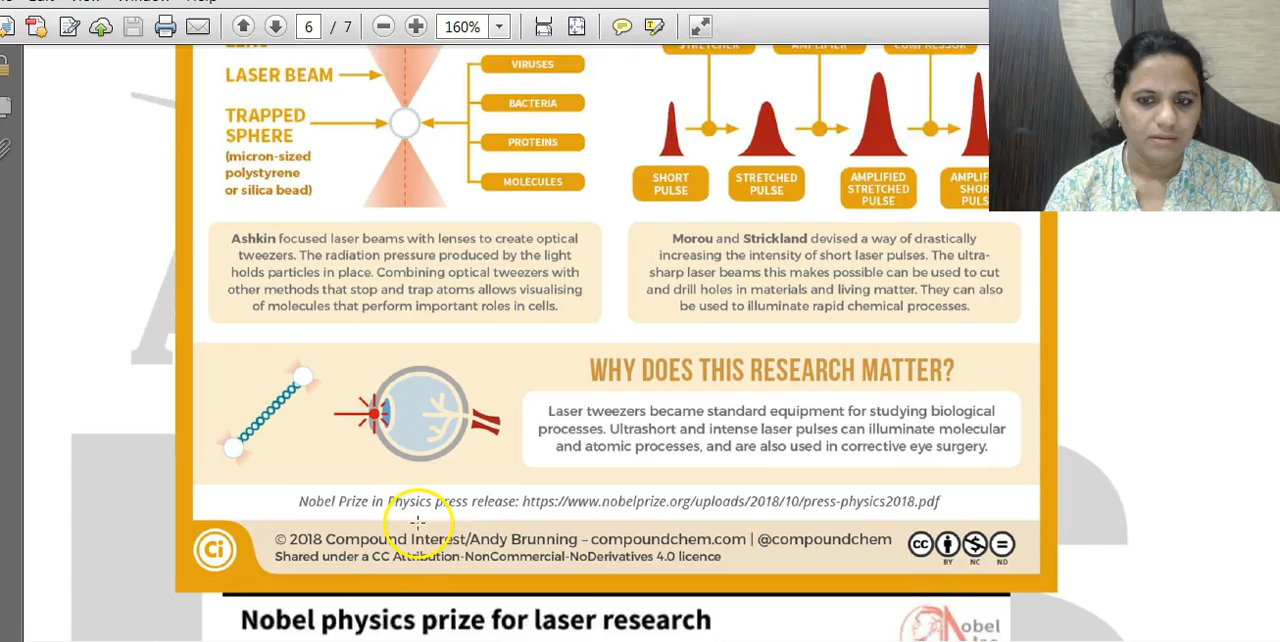 6 / 7
160%
LASER BEAM
TRAPPED
SPHERE
(micron-sized
polystyrene
or silica bead)
VIRUSES
BACTERIA
PROTEINS
MOLECULES
STRETCHER
AMPLIFIER
COMPRESSOR
SHORT
PULSE
STRETCHED
PULSE
AMPLIFIED
STRETCHED
PULSE
Ashkin focused laser beams with lenses to create optical
tweezers. The radiation pressure produced by the light
holds particles in place. Combining optical tweezers with
other methods that stop and trap atoms allows visualising
of molecules that perform important roles in cells.
Morou and Strickland devised a way of drastically
increasing the intensity of short laser pulses. The ultra-
sharp laser beams this makes possible can be used to cut
and drill holes in materials and living matter. They can also
be used to illuminate rapid chemical processes.
WHY DOES THIS RESEARCH MATTER?
Laser tweezers became standard equipment for studying biological
processes. Ultrashort and intense laser pulses can illuminate molecular
and atomic processes, and are also used in corrective eye surgery.
Nobel Prize in Physics press release: https://www.nobelprize.org/uploads/2018/10/press-physics2018.pdf
Ci
© 2018 Compound Interest/Andy Brunning – compoundchem.com | @compoundchem
Shared under a CC Attribution-NonCommercial-NoDerivatives 4.0 licence
CC
BY NC ND
Nobel physics prize for laser research